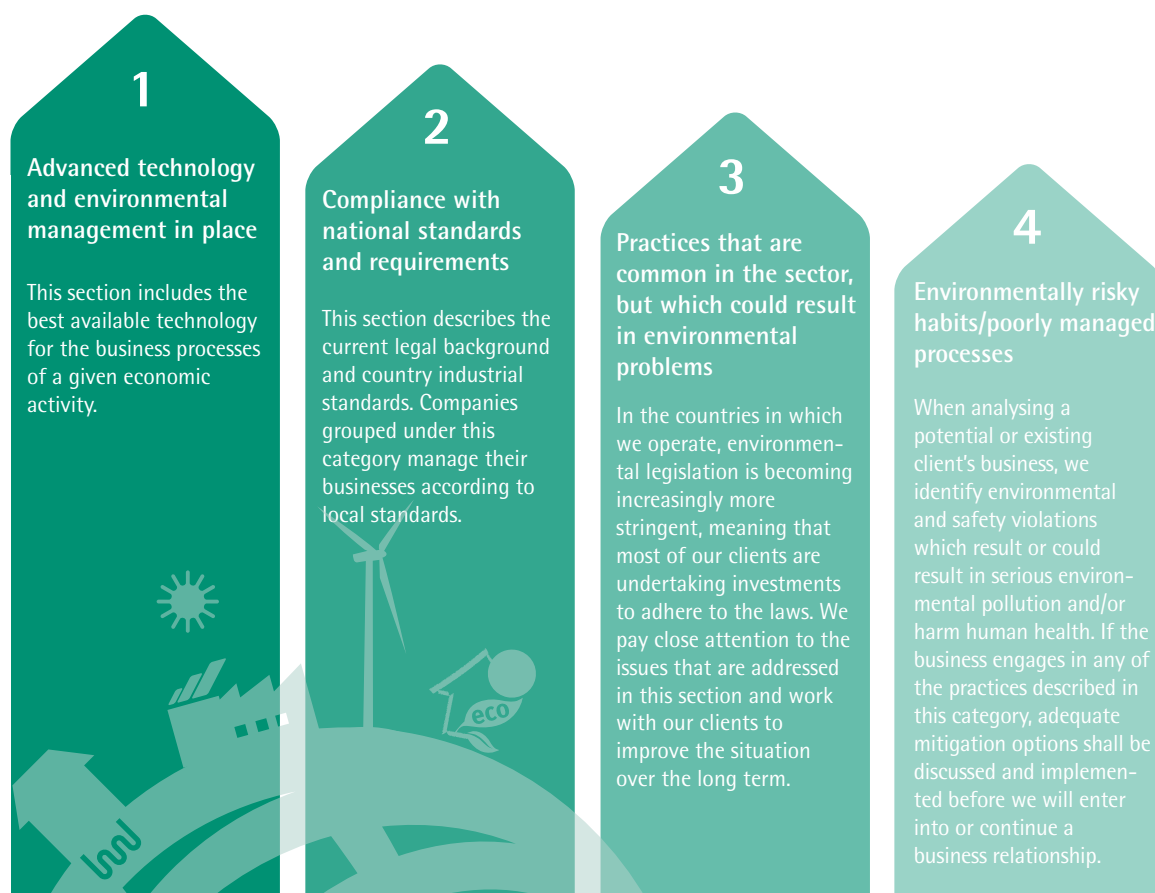 1
Advanced technology
and environmental
management in place
This section includes the
best available technology
for the business processes
of a given economic
activity.
2
Compliance with
national standards
and requirements
This section describes the
current legal background
and country industrial
standards. Companies
grouped under this
category manage their
businesses according to
local standards.
eco
3
Practices that are
common in the sector,
but which could result
in environmental
problems
In the countries in which
we operate, environmen-
tal legislation is becoming
increasingly more
stringent, meaning that
most of our clients are
undertaking investments
to adhere to the laws. We
pay close attention to the
issues that are addressed
in this section and work
with our clients to
improve the situation
over the long term.
4
Environmentally risky
habits/poorly managed
processes
When analysing a
potential or existing
client's business, we
identify environmental
and safety violations
which result or could
result in serious environ-
mental pollution and/or
harm human health. If the
business engages in any of
the practices described in
this category, adequate
mitigation options shall be
discussed and implemen-
ted before we will enter
into or continue a
business relationship.